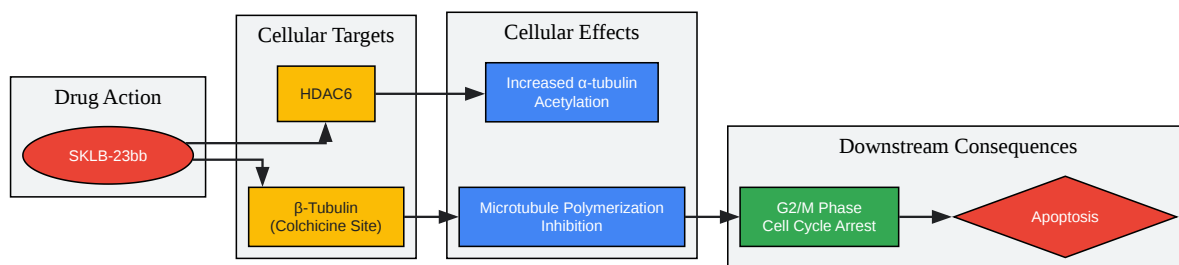 Drug Action
SKLB-23bb
Cellular Targets
HDAC6
β-Tubulin
(Colchicine Site)
Cellular Effects
Increased α-tubulin
Acetylation
Microtubule Polymerization
Inhibition
Downstream Consequences
G2/M Phase
Cell Cycle Arrest
Apoptosis